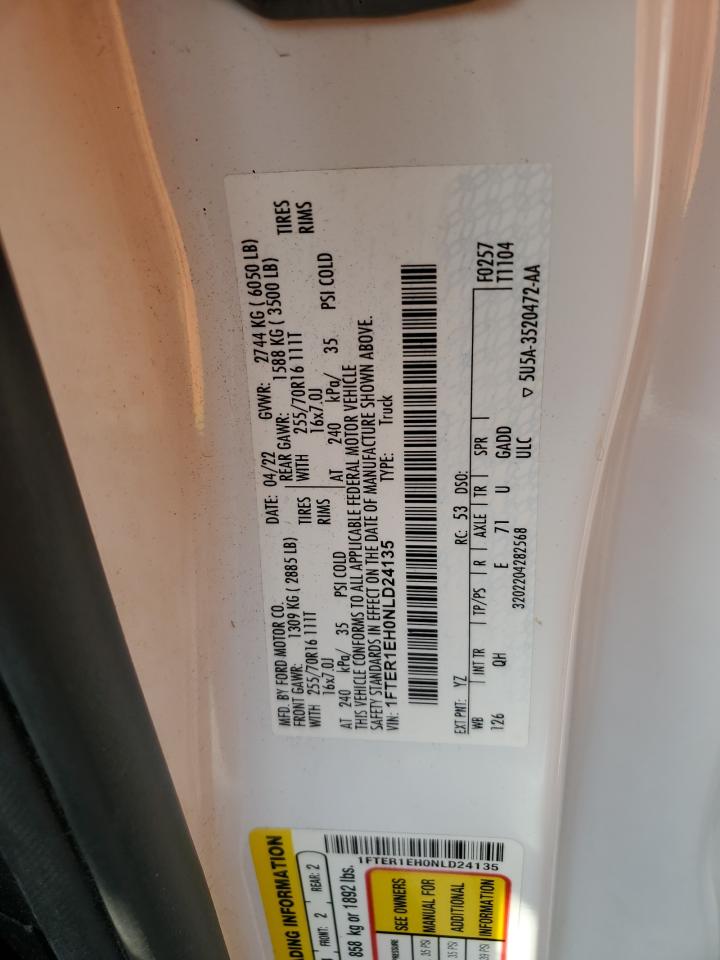 MFD. BY FORD MOTOR CO.
DATE: 04/22 GVWR: 2744 KG ( 6050 LB)
FRONT GAWR: 1309 KG ( 2885 LB)
REAR GAWR: 1588 KG ( 3500 LB)
WITH 255/70R16 111T TIRES
WITH 255/70R16 111T TIRES
16x7.0J RIMS
16x7.0J RIMS
AT 240 kPa/ 35 PSI COLD
AT 240 kPa/ 35 PSI COLD
THIS VEHICLE CONFORMS TO ALL APPLICABLE FEDERAL MOTOR VEHICLE
SAFETY STANDARDS IN EFFECT ON THE DATE OF MANUFACTURE SHOWN ABOVE.
VIN: 1FTER1EH0NLD24135 TYPE: Truck
EXT PNT: YZ RC: 53 DSO: F0257
WB INT TR TP/PS R AXLE TR SPR T1104
126 QH E 71 U GADD
ULC
3202204282568
▽ 5U5A-3520472-AA
DING INFORMATION
FRONT: 2 REAR: 2
858 kg or 1892 lbs.
1FTER1EH0NLD24135
SEE OWNERS
MANUAL FOR
ADDITIONAL
INFORMATION
PRESSURE
35 PSI
35 PSI